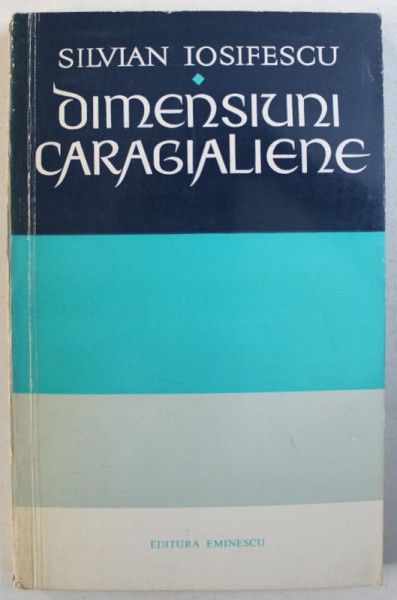 SILVIAN IOSIFESCU
DIMENSIUNI
CARAGIALIENE
EDITURA EMINESCU